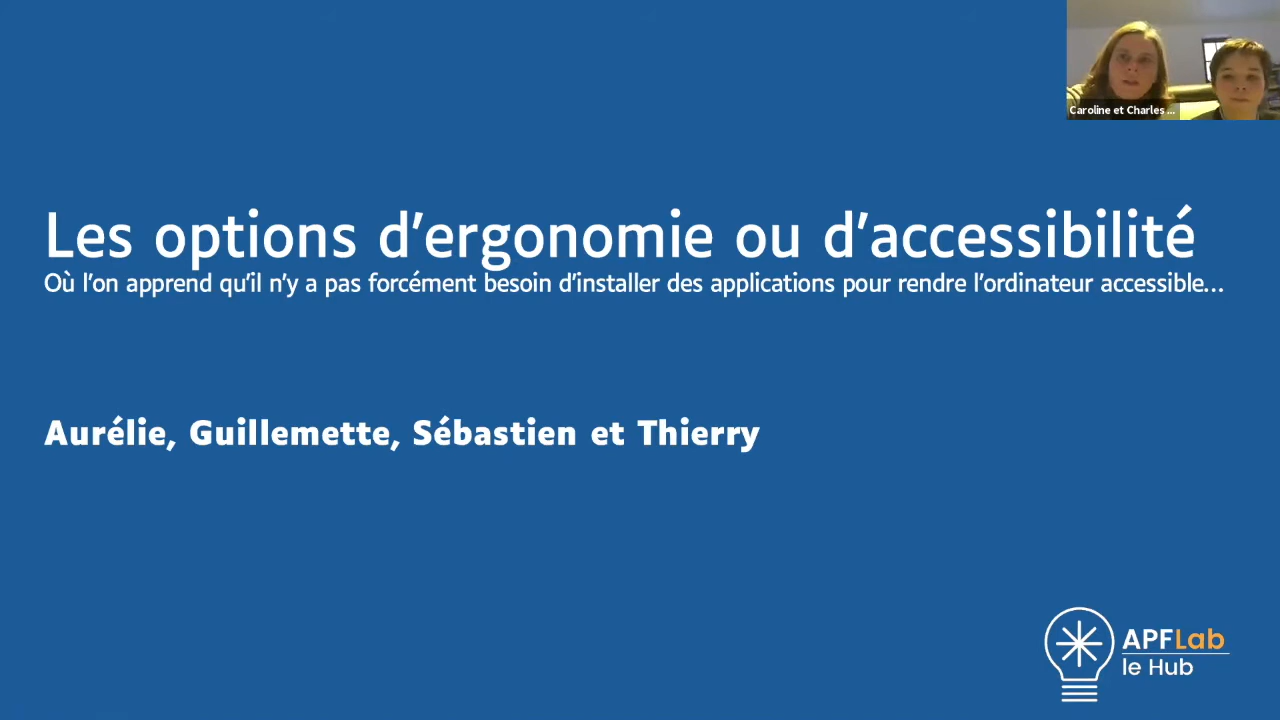 Caroline et Charles ...
Les options d’ergonomie ou d’accessibilité
Où l’on apprend qu’il n’y a pas forcément besoin d’installer des applications pour rendre l’ordinateur accessible…
Aurélie, Guillemette, Sébastien et Thierry
APFLab
le Hub